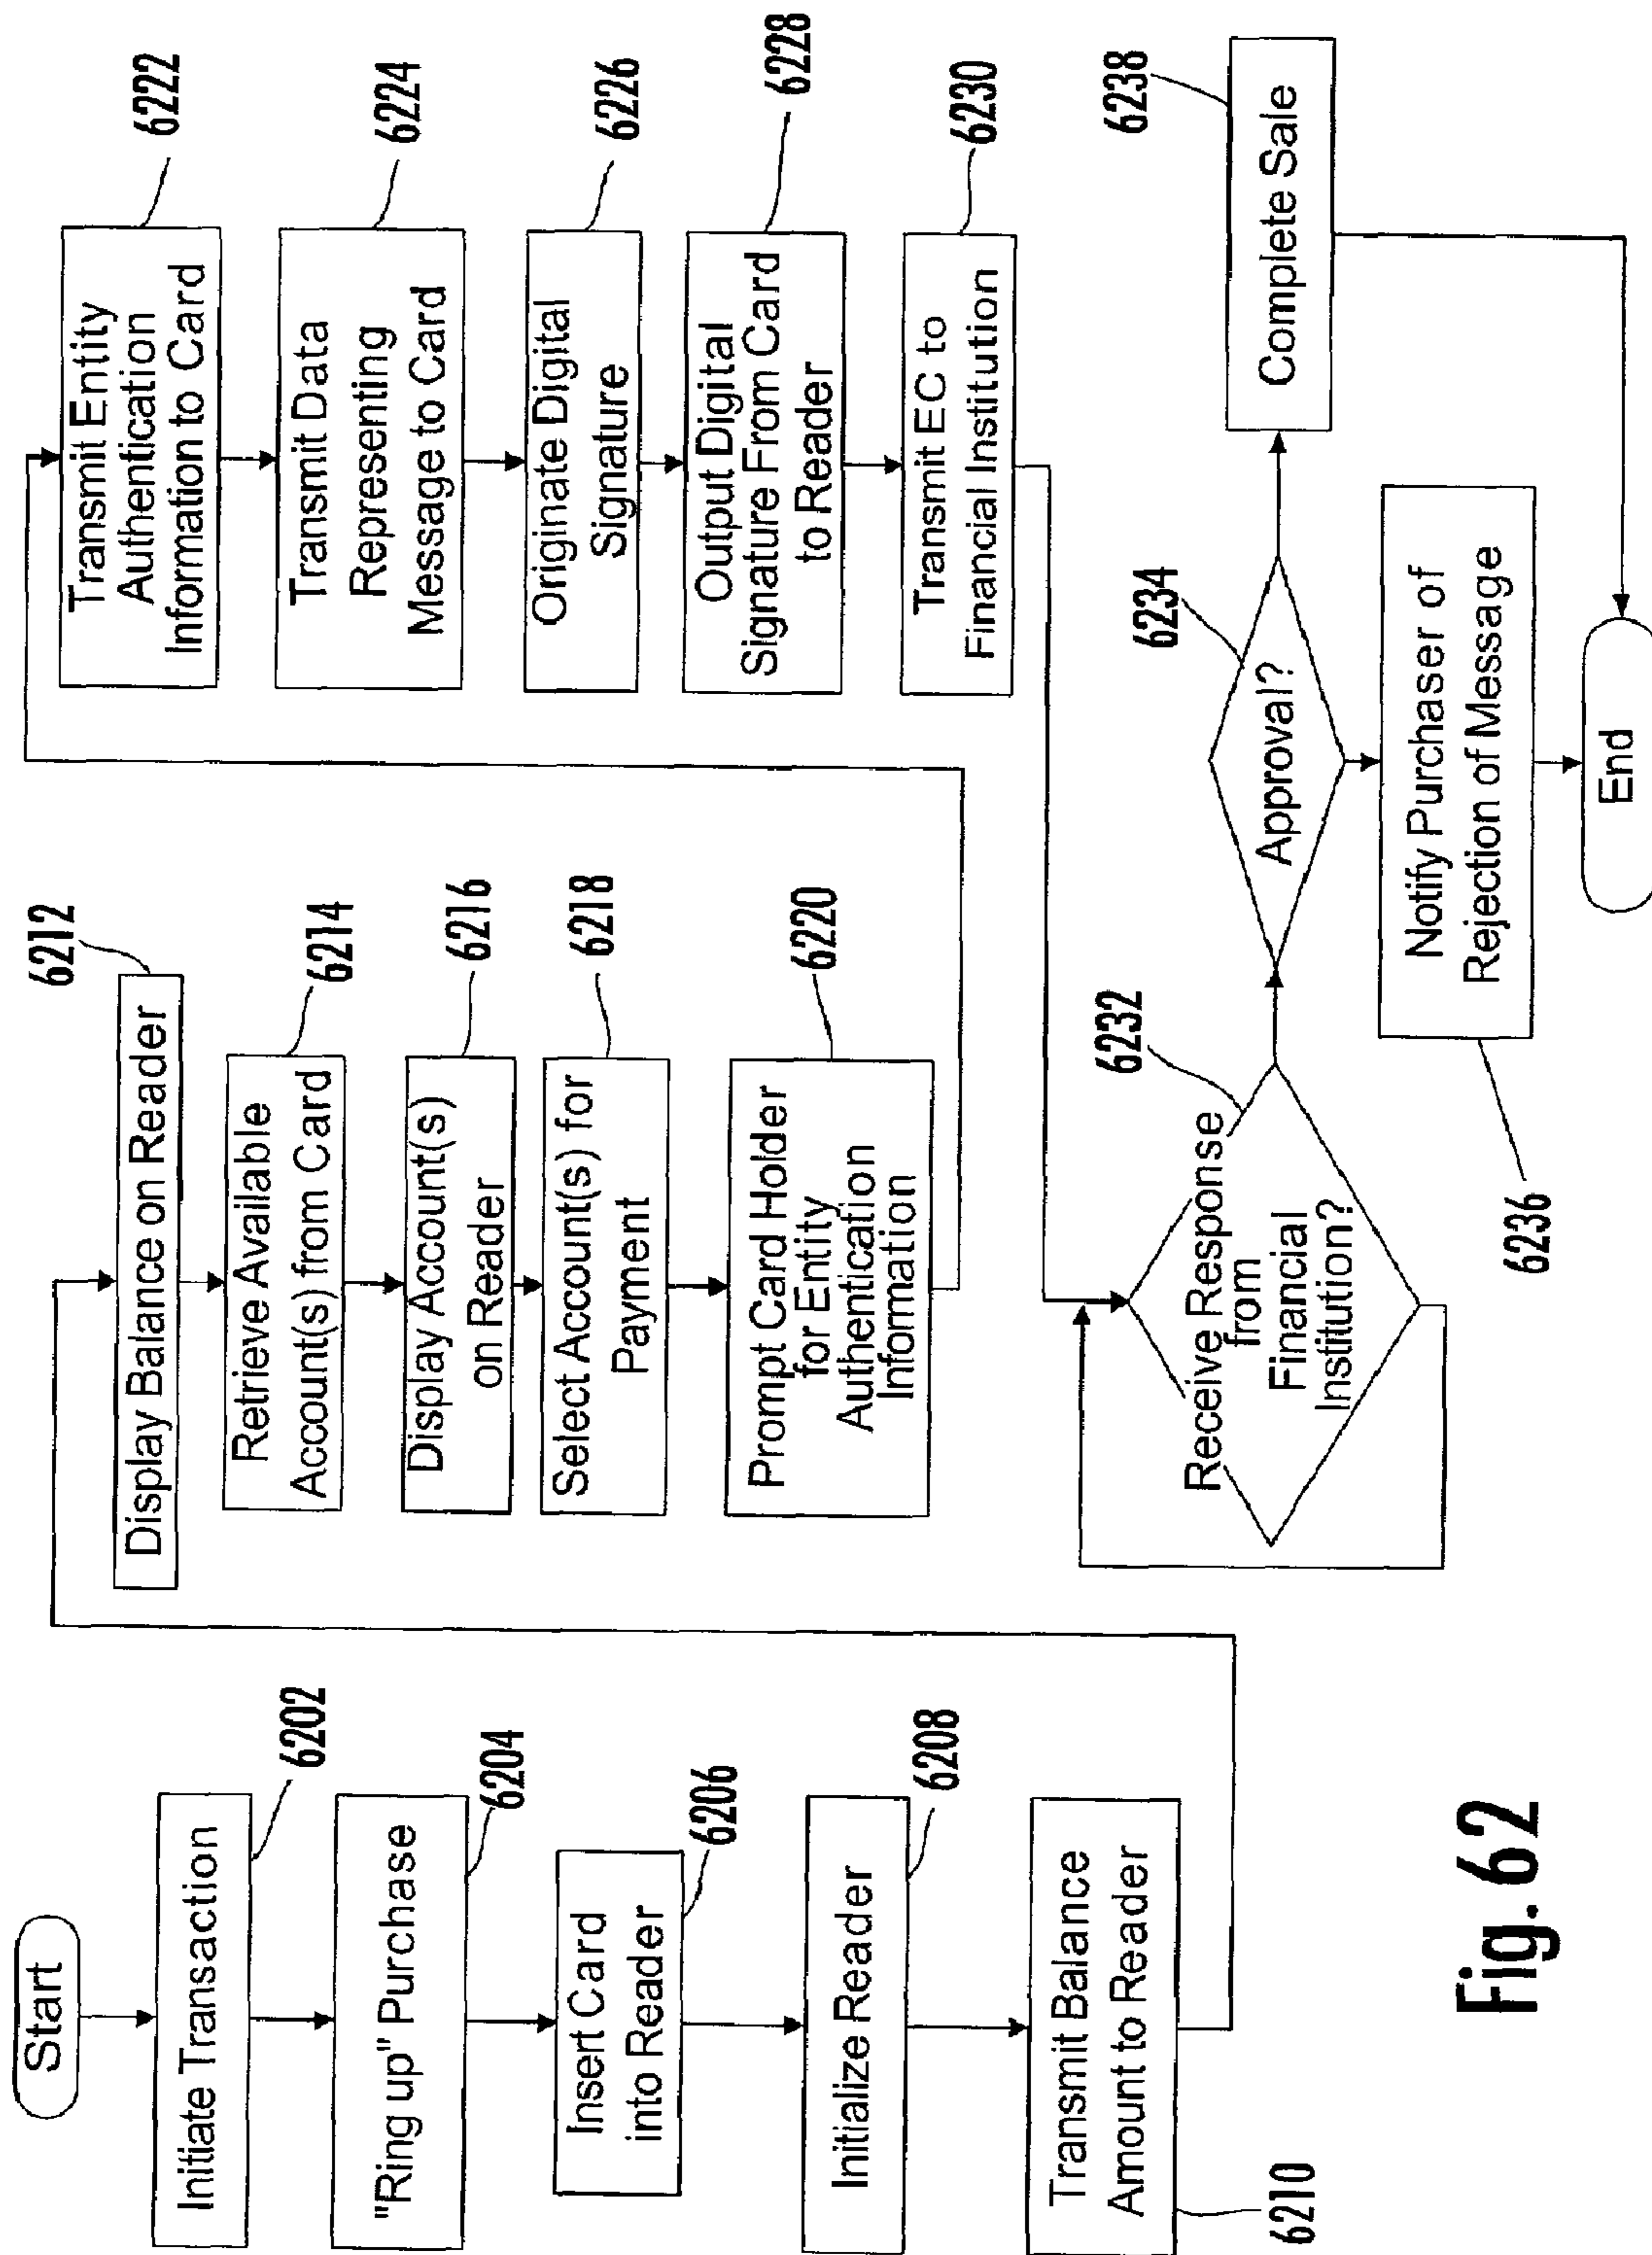 Start
Initiate Transaction
6202
"Ring up" Purchase
6204
Insert Card
into Reader
6206
Initialize Reader
6208
Transmit Balance
Amount to Reader
6210
Display Balance on Reader
6212
Retrieve Available
Account(s) from Card
6214
Display Account(s)
on Reader
6216
Select Account(s) for
Payment
6218
Prompt Card Holder
for Entity
Authentication
Information
6220
Transmit Entity
Authentication
Information to Card
6222
Transmit Data
Representing
Message to Card
6224
Originate Digital
Signature
6226
Output Digital
Signature From Card
to Reader
6228
Transmit EC to
Financial Institution
6230
Receive Response
from
Financial
Institution?
6232
Approval?
6234
Notify Purchaser of
Rejection of Message
6236
Complete Sale
6238
End
Fig. 62